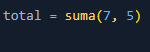 total = suma(7, 5)